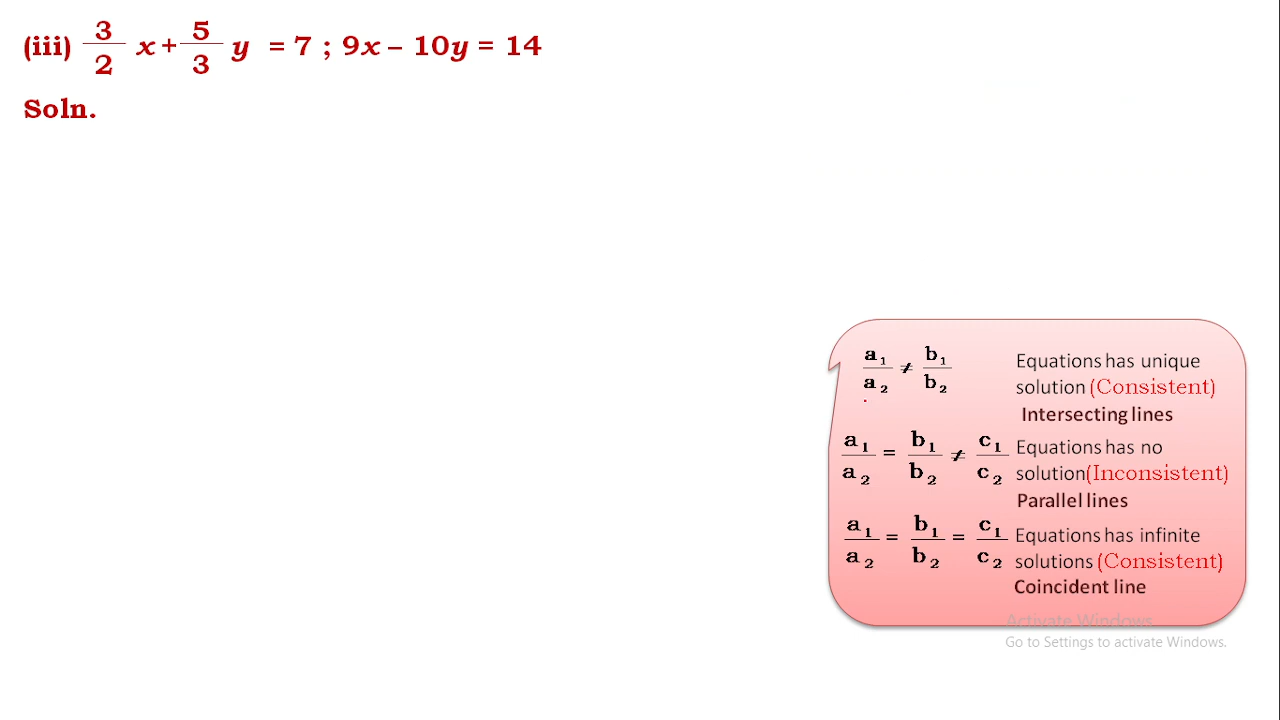 (iii) 3/2 x + 5/3 y = 7 ; 9x – 10y = 14
Soln.
a₁/a₂ ≠ b₁/b₂ Equations has unique
solution (Consistent)
Intersecting lines
a₁/a₂ = b₁/b₂ ≠ c₁/c₂ Equations has no
solution(Inconsistent)
Parallel lines
a₁/a₂ = b₁/b₂ = c₁/c₂ Equations has infinite
solutions (Consistent)
Coincident line
Activate Windows
Go to Settings to activate Windows.